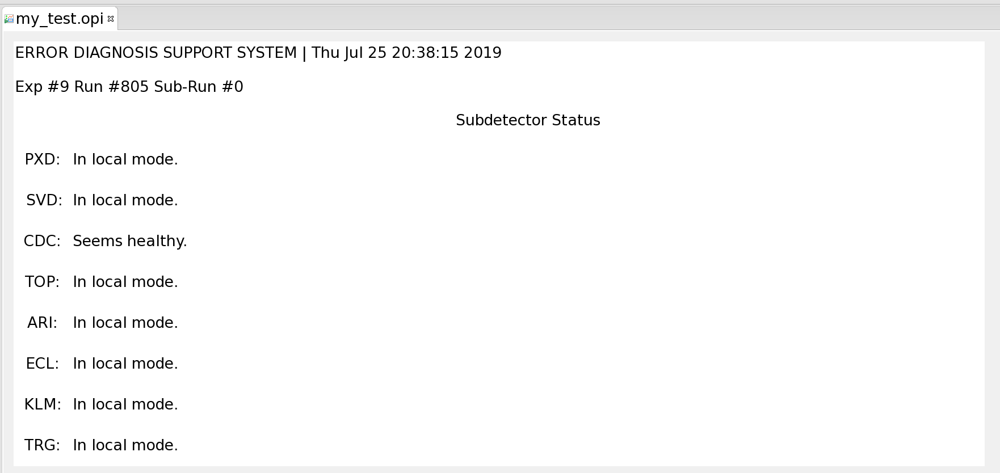 my_test.opi
ERROR DIAGNOSIS SUPPORT SYSTEM | Thu Jul 25 20:38:15 2019
Exp #9 Run #805 Sub-Run #0
Subdetector Status
PXD: In local mode.
SVD: In local mode.
CDC: Seems healthy.
TOP: In local mode.
ARI: In local mode.
ECL: In local mode.
KLM: In local mode.
TRG: In local mode.